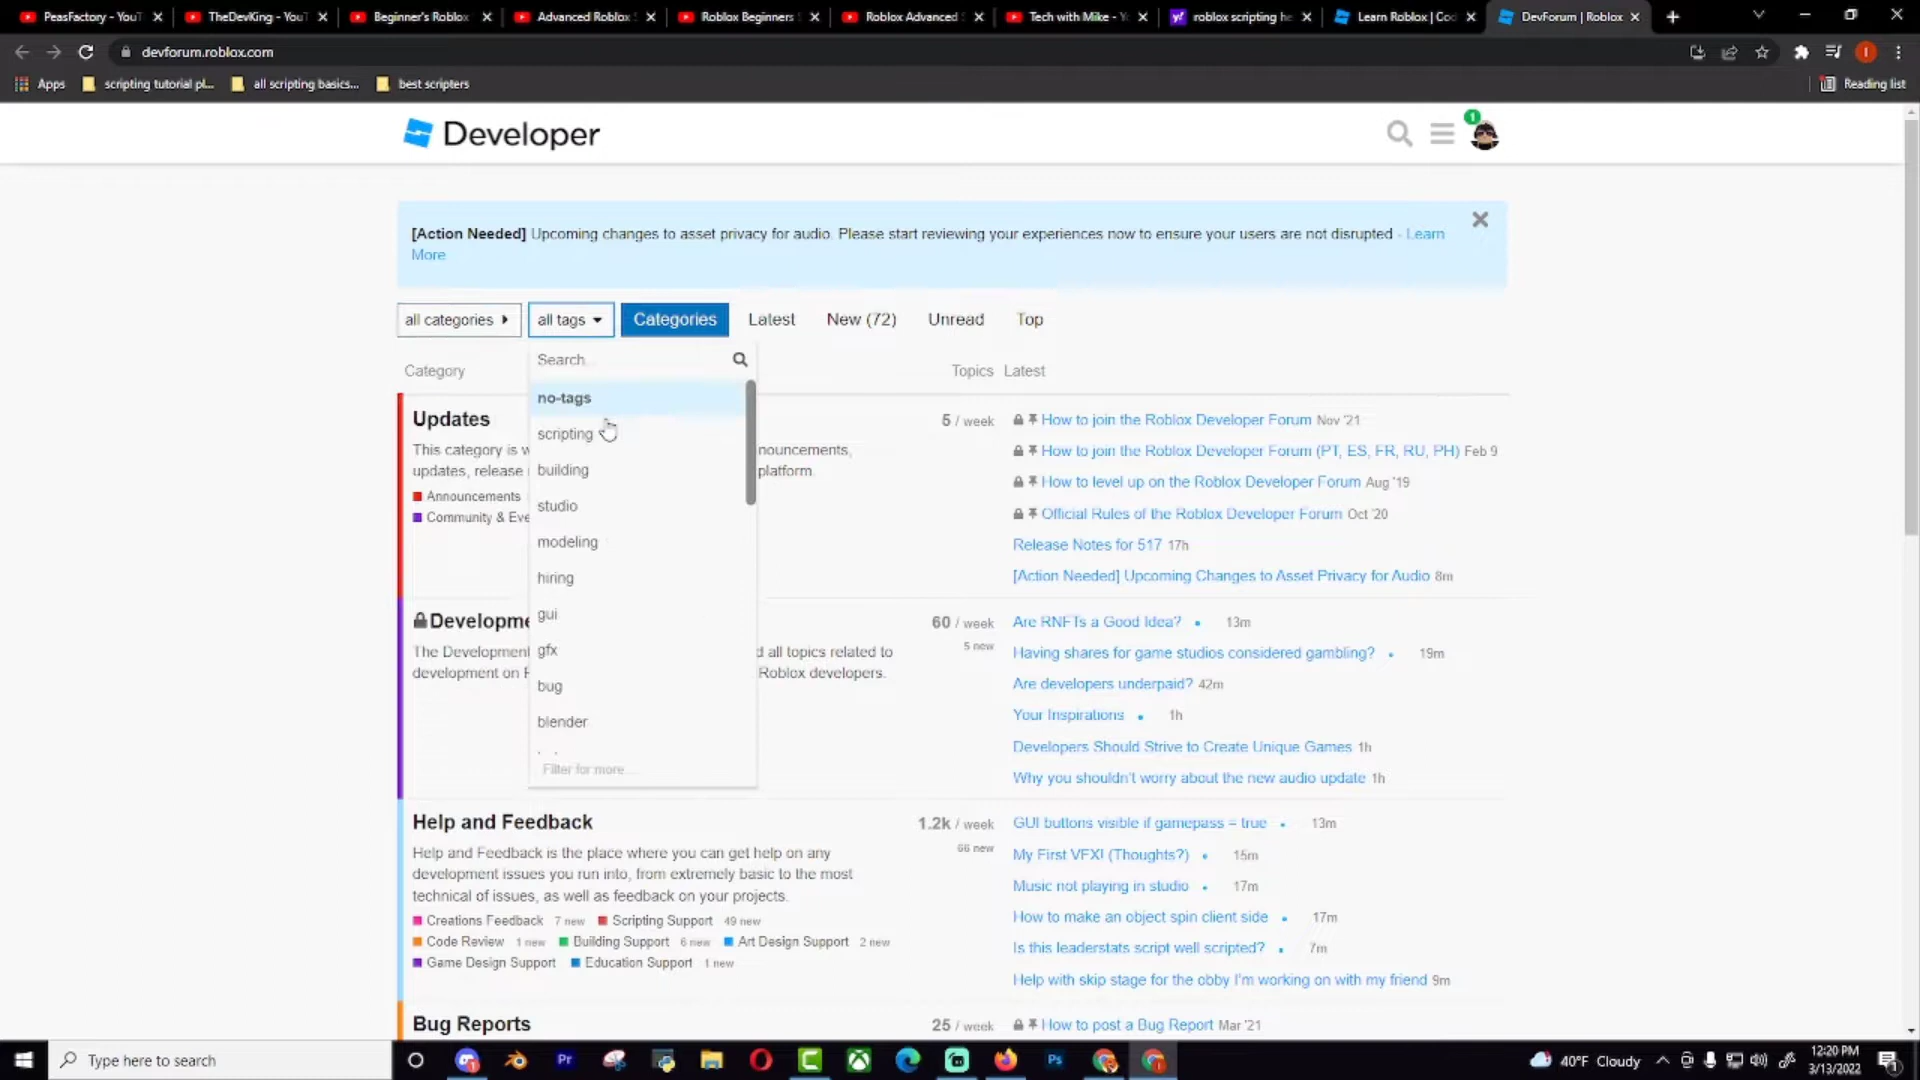 PeasFactory - YouT
TheDevKing - YouT
Beginner's Roblox
Advanced Roblox S
Roblox Beginners S
Roblox Advanced S
Tech with Mike - Yo
roblox scripting he
Learn Roblox | Coc
DevForum | Roblox
devforum.roblox.com
Apps
scripting tutorial pl...
all scripting basics...
best scripters
Reading list
Developer
1
[Action Needed] Upcoming changes to asset privacy for audio. Please start reviewing your experiences now to ensure your users are not disrupted - Learn
More
all categories
all tags
Categories
Latest
New (72)
Unread
Top
Search...
no-tags
scripting
building
studio
modeling
hiring
gui
gfx
bug
blender
Filter for more...
Category
Topics
Latest
Updates
This category is w
nouncements,
updates, release
platform.
Announcements
Community & Eve
5 / week
How to join the Roblox Developer Forum Nov '21
How to join the Roblox Developer Forum (PT, ES, FR, RU, PH) Feb 9
How to level up on the Roblox Developer Forum Aug '19
Official Rules of the Roblox Developer Forum Oct '20
Release Notes for 517 17h
[Action Needed] Upcoming Changes to Asset Privacy for Audio 8m
Developme
The Development
d all topics related to
development on R
Roblox developers.
60 / week
5 new
Are RNFTs a Good Idea? 13m
Having shares for game studios considered gambling? 19m
Are developers underpaid? 42m
Your Inspirations 1h
Developers Should Strive to Create Unique Games 1h
Why you shouldn't worry about the new audio update 1h
Help and Feedback
Help and Feedback is the place where you can get help on any
development issues you run into, from extremely basic to the most
technical of issues, as well as feedback on your projects.
Creations Feedback 7 new Scripting Support 49 new
Code Review 1 new Building Support 6 new Art Design Support 2 new
Game Design Support Education Support 1 new
1.2k / week
66 new
GUI buttons visible if gamepass = true 13m
My First VFX! (Thoughts?) 15m
Music not playing in studio 17m
How to make an object spin client side 17m
Is this leaderstats script well scripted? 7m
Help with skip stage for the obby I'm working on with my friend 9m
Bug Reports
25 / week
How to post a Bug Report Mar '21
Type here to search
Pr
Ps
40°F Cloudy
12:20 PM
3/13/2022
1